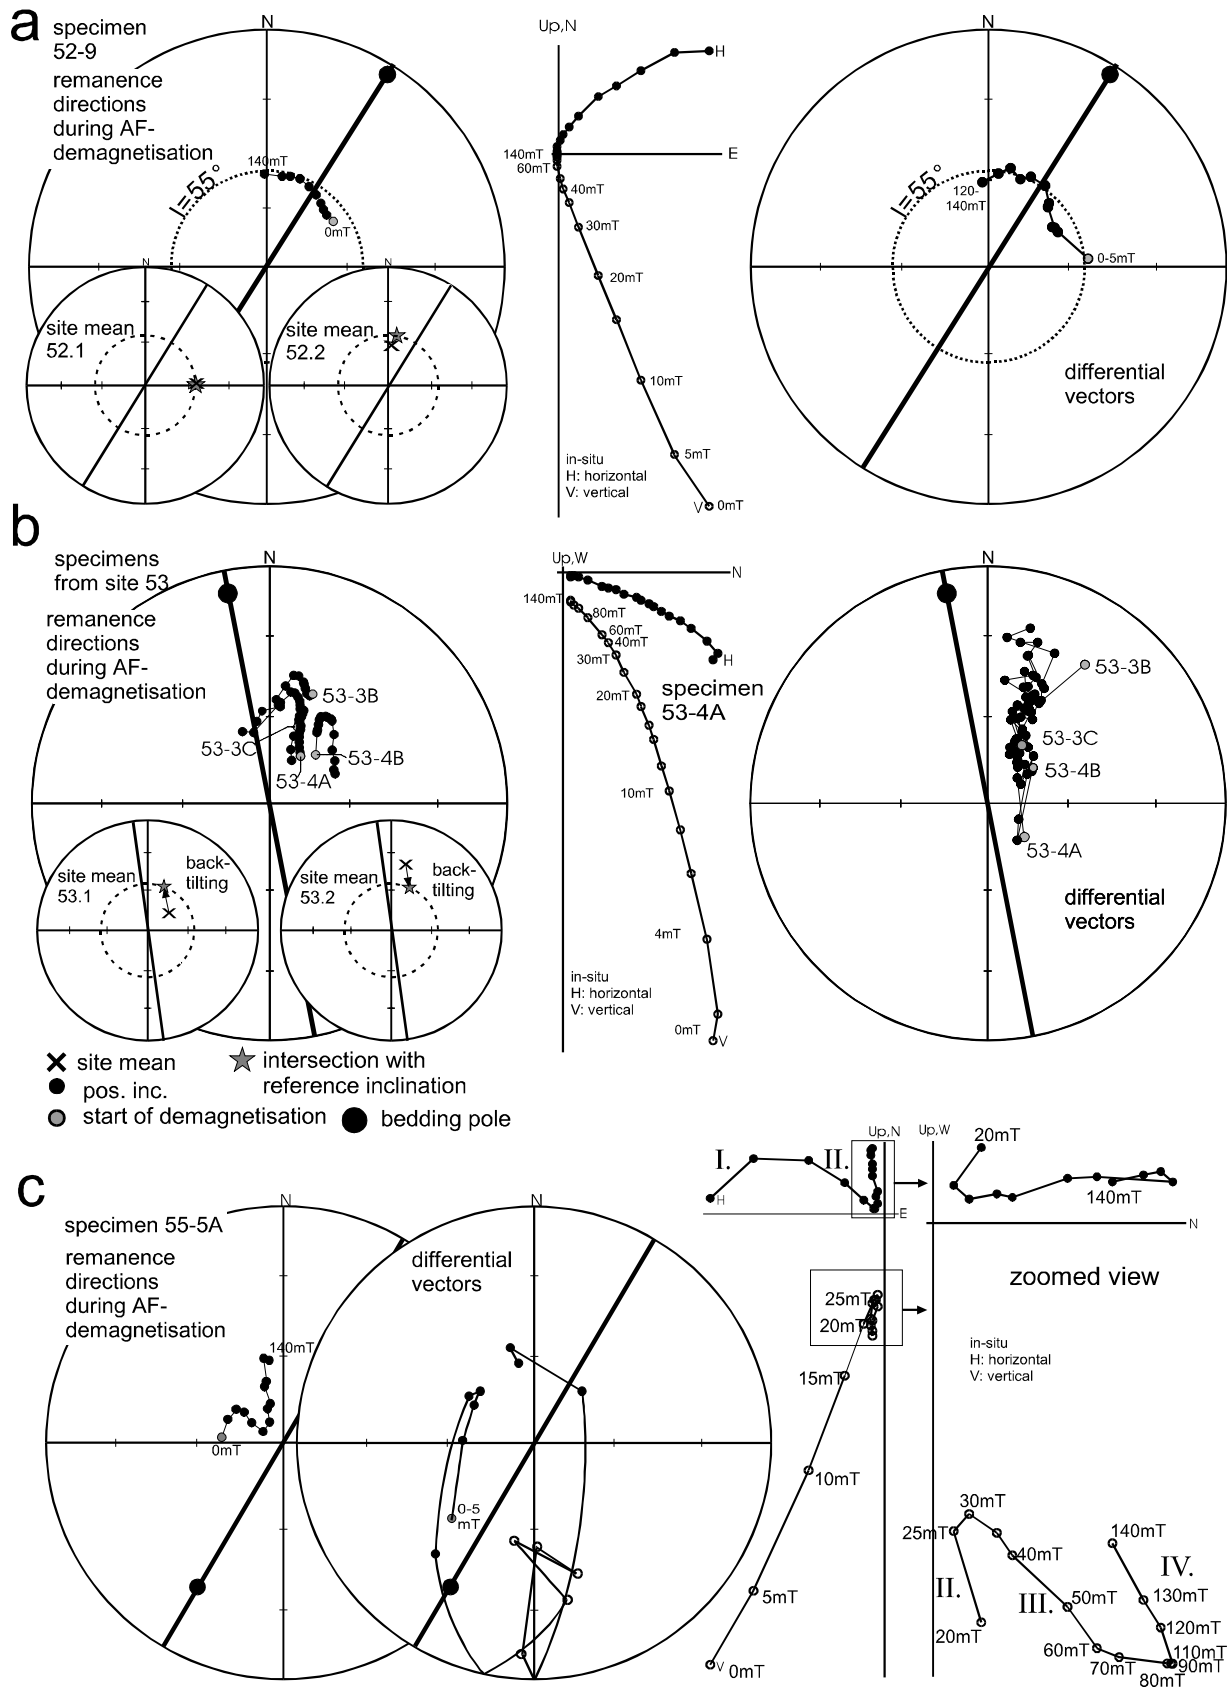 a
specimen
52-9
remanence
directions
during AF-
demagnetisation
N
140mT
I=55°
0mT
N
site mean
52.1
N
site mean
52.2
Up,N
H
E
140mT
60mT
40mT
30mT
20mT
10mT
5mT
V 0mT
in-situ
H: horizontal
V: vertical
N
I=55°
120-
140mT
0-5mT
differential
vectors
b
specimens
from site 53
remanence
directions
during AF-
demagnetisation
N
53-3B
53-3C
53-4B
53-4A
site mean
53.1
back-
tilting
site mean
53.2
back-
tilting
Up,W
N
140mT
80mT
60mT
40mT
30mT
H
specimen
53-4A
20mT
10mT
4mT
0mT
V
in-situ
H: horizontal
V: vertical
N
53-3B
53-3C
53-4B
53-4A
differential
vectors
site mean
intersection with
reference inclination
pos. inc.
start of demagnetisation
bedding pole
c
specimen 55-5A
remanence
directions
during AF-
demagnetisation
N
140mT
0mT
N
differential
vectors
0-5
mT
Up,N
I.
II.
H
E
25mT
20mT
15mT
10mT
5mT
V 0mT
Up,W
20mT
140mT
N
zoomed view
in-situ
H: horizontal
V: vertical
30mT
25mT
40mT
II.
20mT
III.
50mT
60mT
70mT
80mT
90mT
110mT
120mT
130mT
IV.
140mT